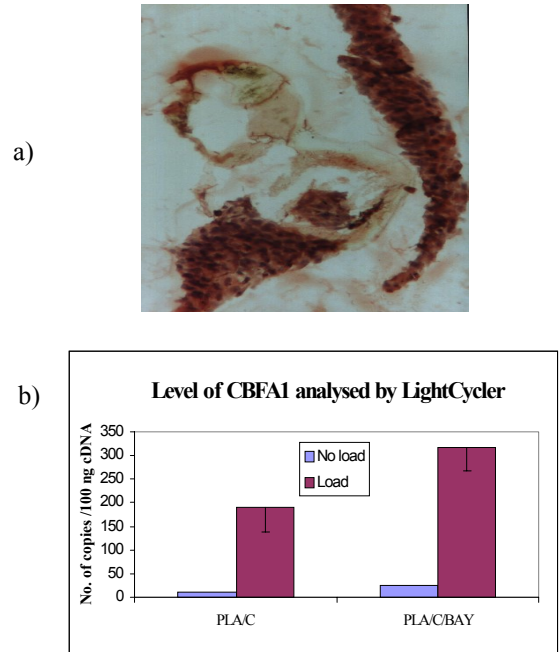 a)
b)
Level of CBFA1 analysed by LightCycler
No. of copies /100 ng cDNA
350
300
250
200
150
100
50
0
No load
Load
PLA/C
PLA/C/BAY